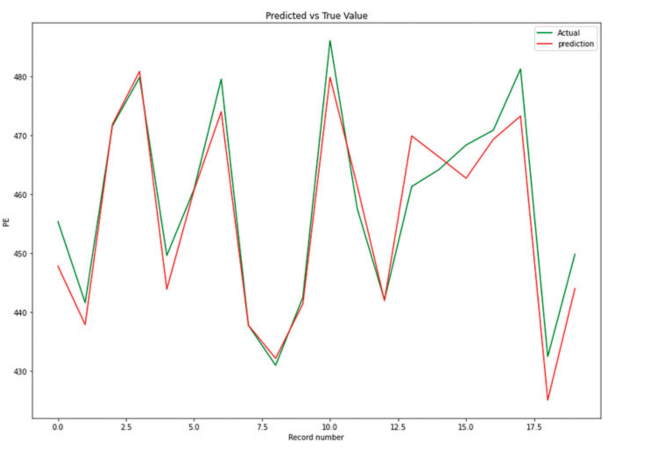 Predicted vs True Value
Actual
prediction
480
470
460
450
440
430
PE
0.0 2.5 5.0 7.5 10.0 12.5 15.0 17.5
Record number